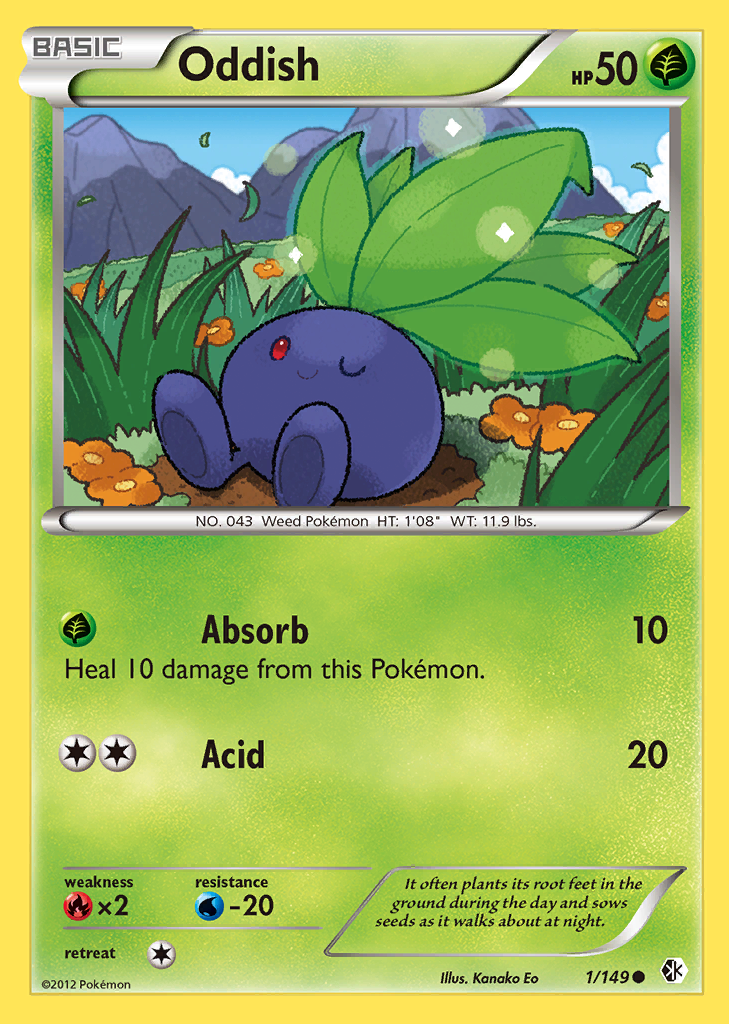 BASIC
Oddish
HP50
NO. 043 Weed Pokémon HT: 1'08" WT: 11.9 lbs.
Absorb 10
Heal 10 damage from this Pokémon.
Acid 20
weakness resistance
×2 -20
It often plants its root feet in the
ground during the day and sows
seeds as it walks about at night.
retreat
©2012 Pokémon Illus. Kanako Eo 1/149